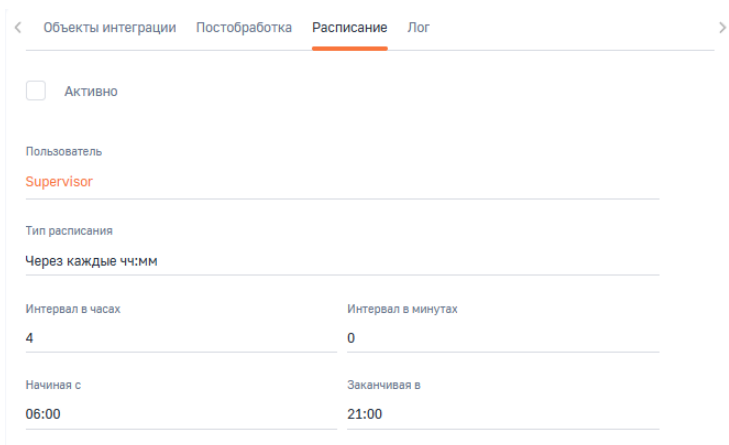 Объекты интеграции Постобработка Расписание Лог
Активно
Пользователь
Supervisor
Тип расписания
Через каждые чч:мм
Интервал в часах Интервал в минутах
4 0
Начиная с Заканчивая в
06:00 21:00